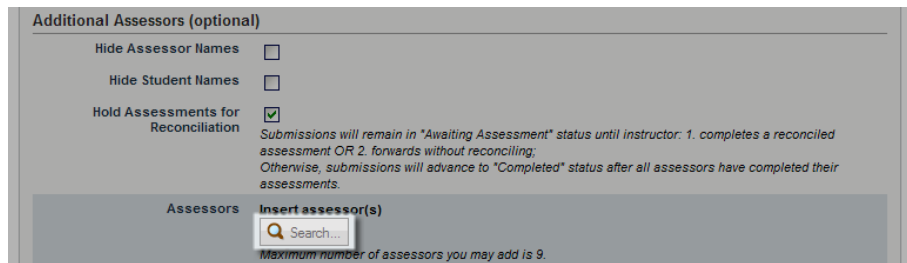 Additional Assessors (optional)
Hide Assessor Names
Hide Student Names
Hold Assessments for
Reconciliation
Submissions will remain in "Awaiting Assessment" status until instructor: 1. completes a reconciled
assessment OR 2. forwards without reconciling;
Otherwise, submissions will advance to "Completed" status after all assessors have completed their
assessments.
Assessors
Insert assessor(s)
Search...
Maximum number of assessors you may add is 9.